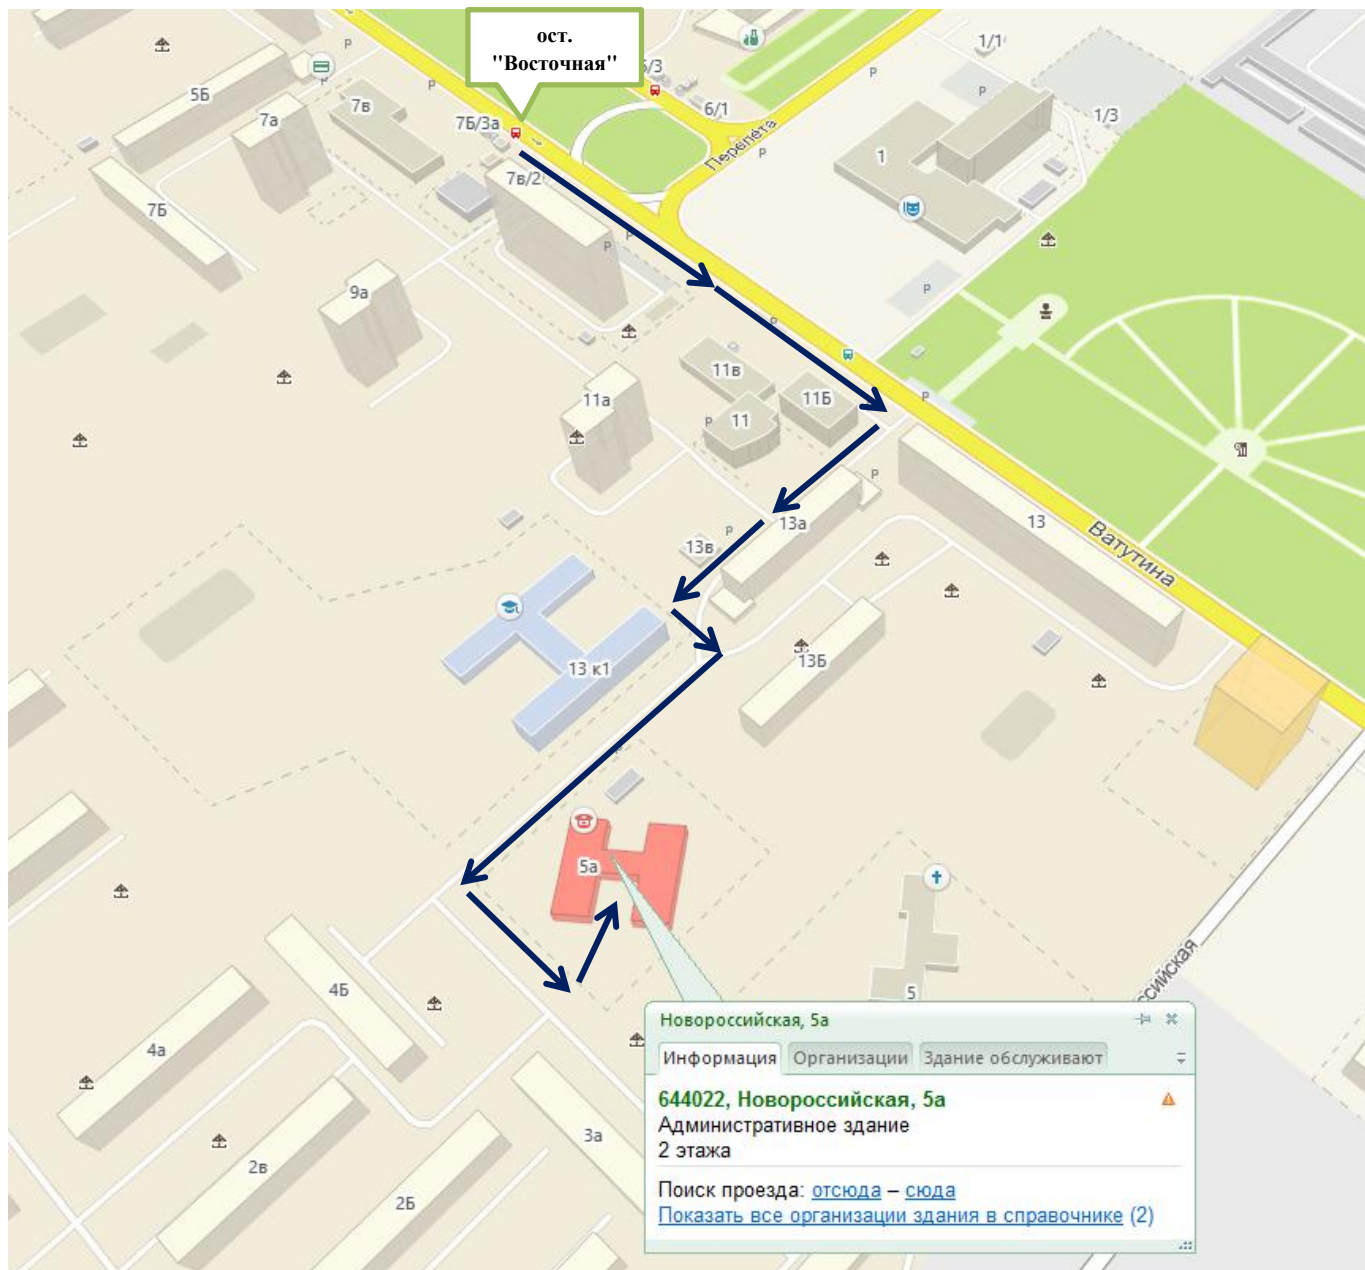 ост.
"Восточная"
P
5Б
7а
7в
P
P
7Б/3а
5/3
6/1
Перелёта
P
P
1/1
P
1/3
1
7Б
7в/2
P
9а
P
P
11а
11в
11Б
11
P
P
P
13а
13в
P
13
Ватутина
13Б
13 к1
P
5а
5
4Б
4а
3а
2в
2Б
ссийская
Новороссийская, 5а
Информация
Организации
Здание обслуживают
644022, Новороссийская, 5а
Административное здание
2 этажа
Поиск проезда: отсюда – сюда
Показать все организации здания в справочнике (2)